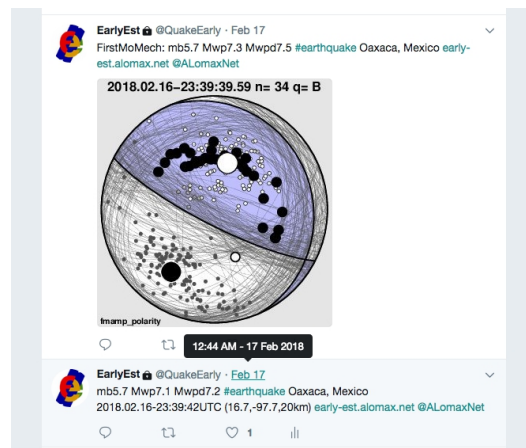 EarlyEst @QuakeEarly · Feb 17
FirstMoMech: mb5.7 Mwp7.3 Mwpd7.5 #earthquake Oaxaca, Mexico early-
est.alomax.net @ALomaxNet
2018.02.16–23:39:39.59 n= 34 q= B
fmamp_polarity
12:44 AM - 17 Feb 2018
EarlyEst @QuakeEarly · Feb 17
mb5.7 Mwp7.1 Mwpd7.2 #earthquake Oaxaca, Mexico
2018.02.16-23:39:42UTC (16.7,-97.7,20km) early-est.alomax.net @ALomaxNet
1